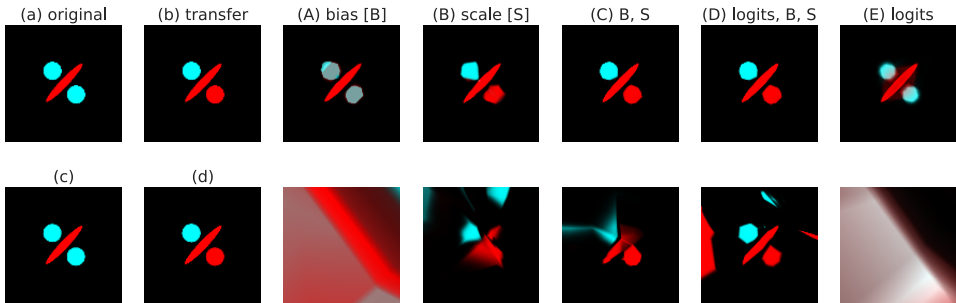 (a) original
(b) transfer
(A) bias [B]
(B) scale [S]
(C) B, S
(D) logits, B, S
(E) logits
(c)
(d)